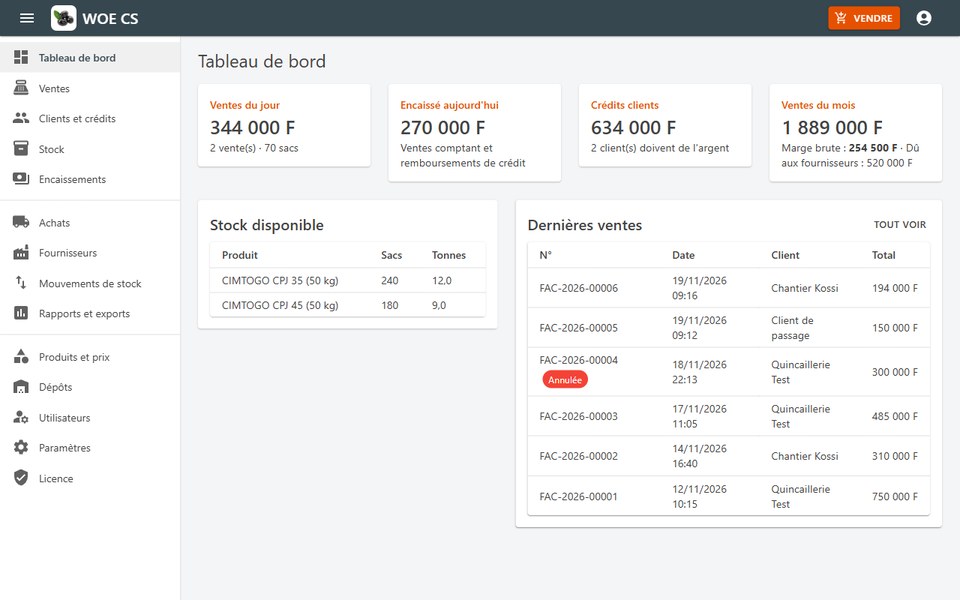 WOE CS
VENDRE
Tableau de bord
Ventes
Clients et crédits
Stock
Encaissements
Achats
Fournisseurs
Mouvements de stock
Rapports et exports
Produits et prix
Dépôts
Utilisateurs
Paramètres
Licence
Tableau de bord
Ventes du jour
344 000 F
2 vente(s) · 70 sacs
Encaissé aujourd'hui
270 000 F
Ventes comptant et
remboursements de crédit
Crédits clients
634 000 F
2 client(s) doivent de l'argent
Ventes du mois
1 889 000 F
Marge brute : 254 500 F · Dû
aux fournisseurs : 520 000 F
Stock disponible
Produit Sacs Tonnes
CIMTOGO CPJ 35 (50 kg) 240 12,0
CIMTOGO CPJ 45 (50 kg) 180 9,0
Dernières ventes
TOUT VOIR
N° Date Client Total
FAC-2026-00006 19/11/2026 09:16 Chantier Kossi 194 000 F
FAC-2026-00005 19/11/2026 09:12 Client de passage 150 000 F
FAC-2026-00004 Annulée 18/11/2026 22:13 Quincaillerie Test 300 000 F
FAC-2026-00003 17/11/2026 11:05 Quincaillerie Test 485 000 F
FAC-2026-00002 14/11/2026 16:40 Chantier Kossi 310 000 F
FAC-2026-00001 12/11/2026 10:15 Quincaillerie Test 750 000 F